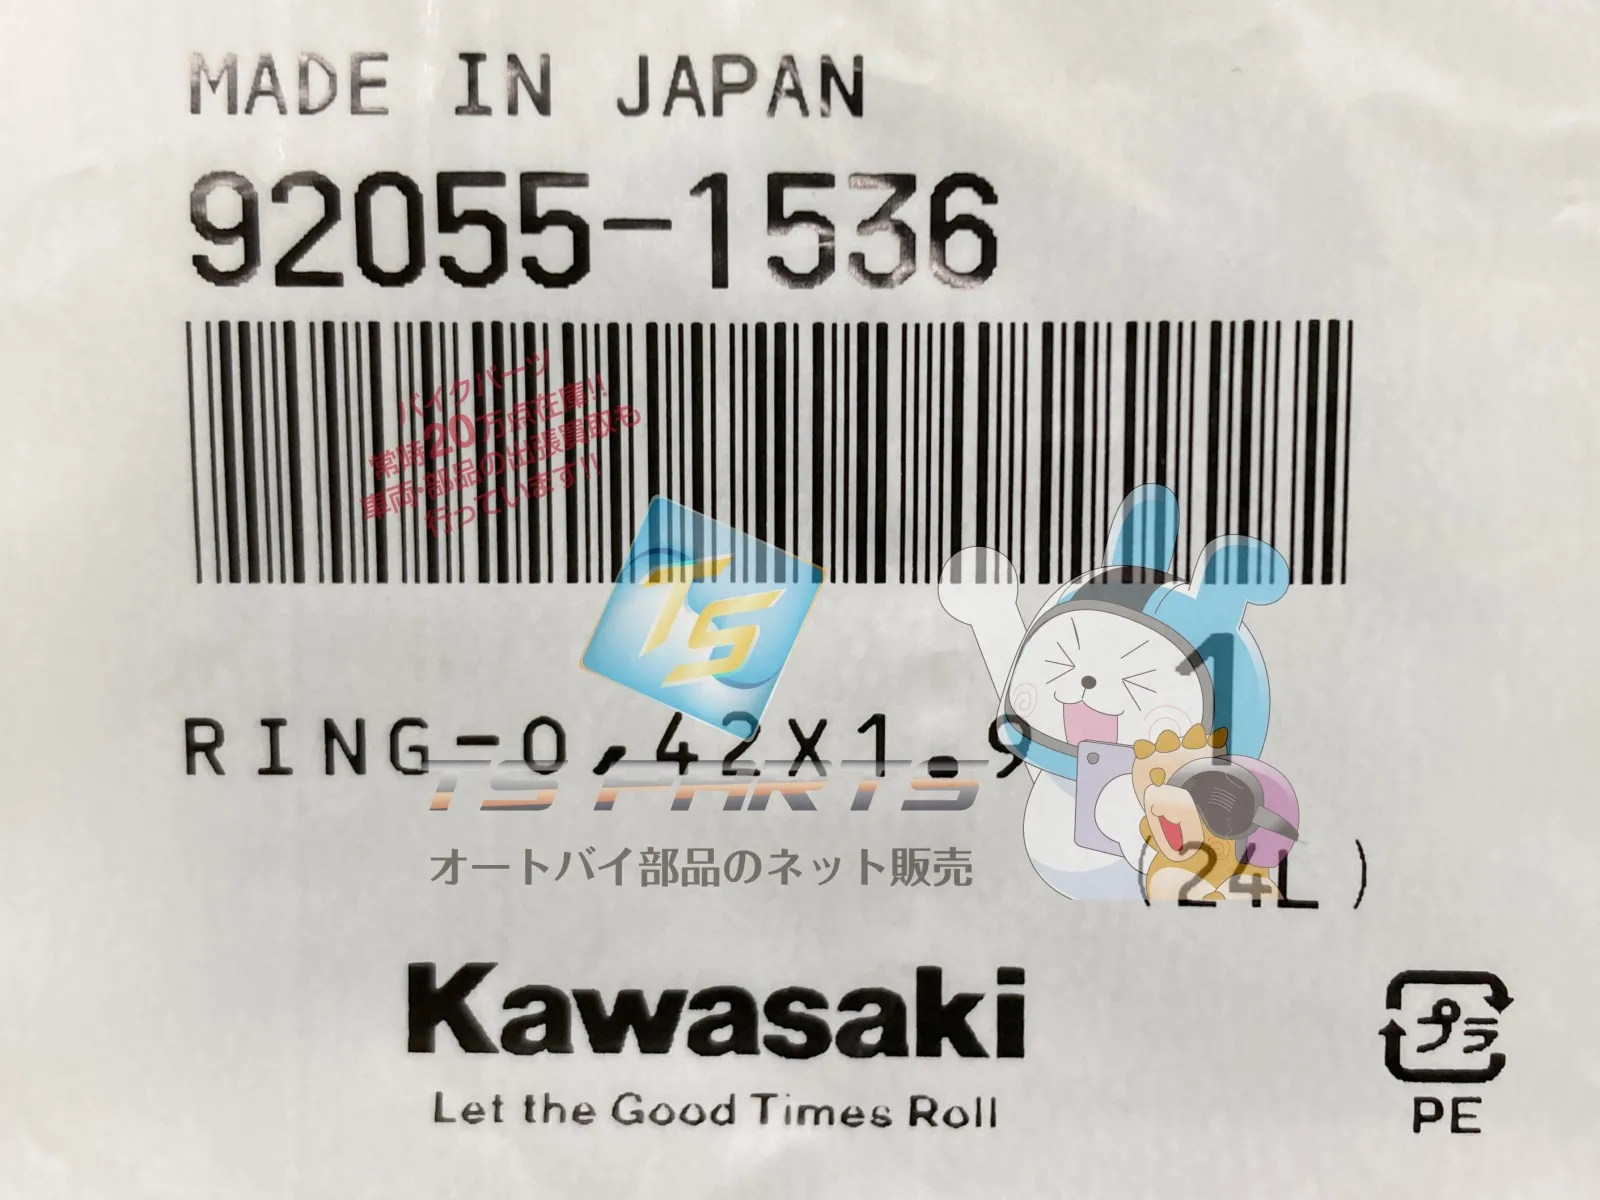 MADE IN JAPAN
92055-1536
バイクパーツ
常時20万点在庫!!
車両・部品の出張買取も
行っています!!
TS
1
RING-O,42X1.9
TS PARTS
オートバイ部品のネット販売
(24L)
Kawasaki
Let the Good Times Roll
プラ
PE